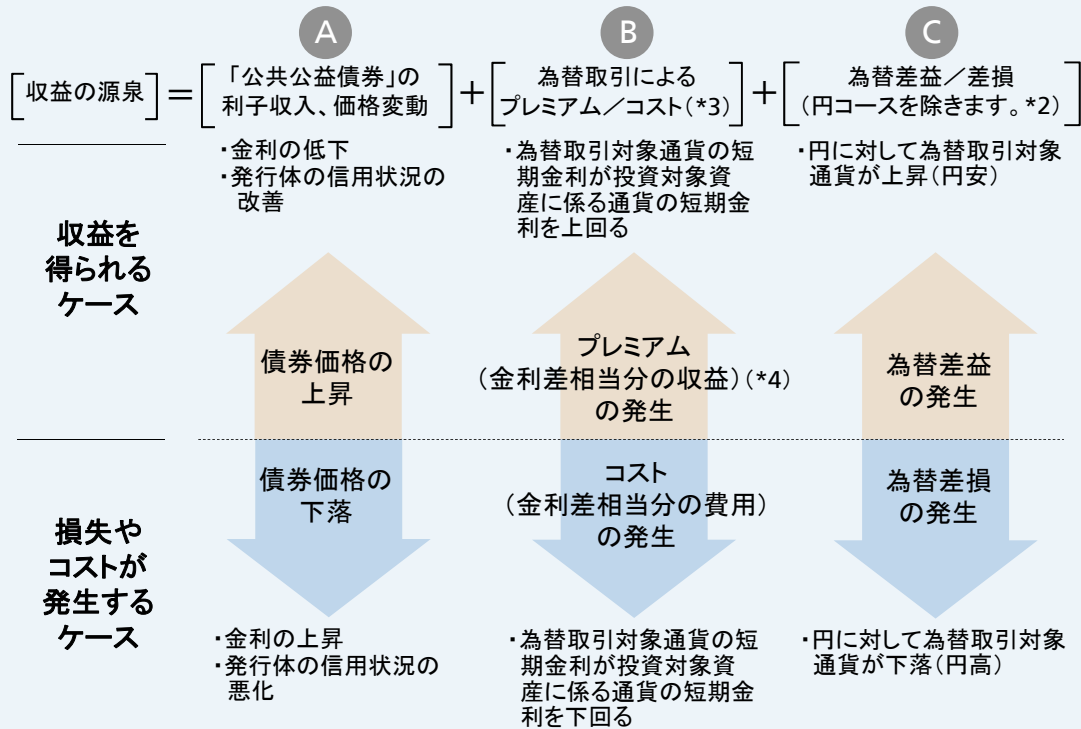 A
B
C
[収益の源泉]=[「公共公益債券」の
利子収入、価格変動]+[為替取引による
プレミアム/コスト(*3)]+[為替差益/差損
(円コースを除きます。*2)]
・金利の低下
・発行体の信用状況の
改善
・為替取引対象通貨の短
期金利が投資対象資
産に係る通貨の短期金
利を上回る
・円に対して為替取引対象
通貨が上昇(円安)
収益を
得られる
ケース
債券価格の
上昇
プレミアム
(金利差相当分の収益)(*4)
の発生
為替差益
の発生
損失や
コストが
発生する
ケース
債券価格の
下落
コスト
(金利差相当分の費用)
の発生
為替差損
の発生
・金利の上昇
・発行体の信用状況の
悪化
・為替取引対象通貨の短
期金利が投資対象資
産に係る通貨の短期金
利を下回る
・円に対して為替取引対象
通貨が下落(円高)